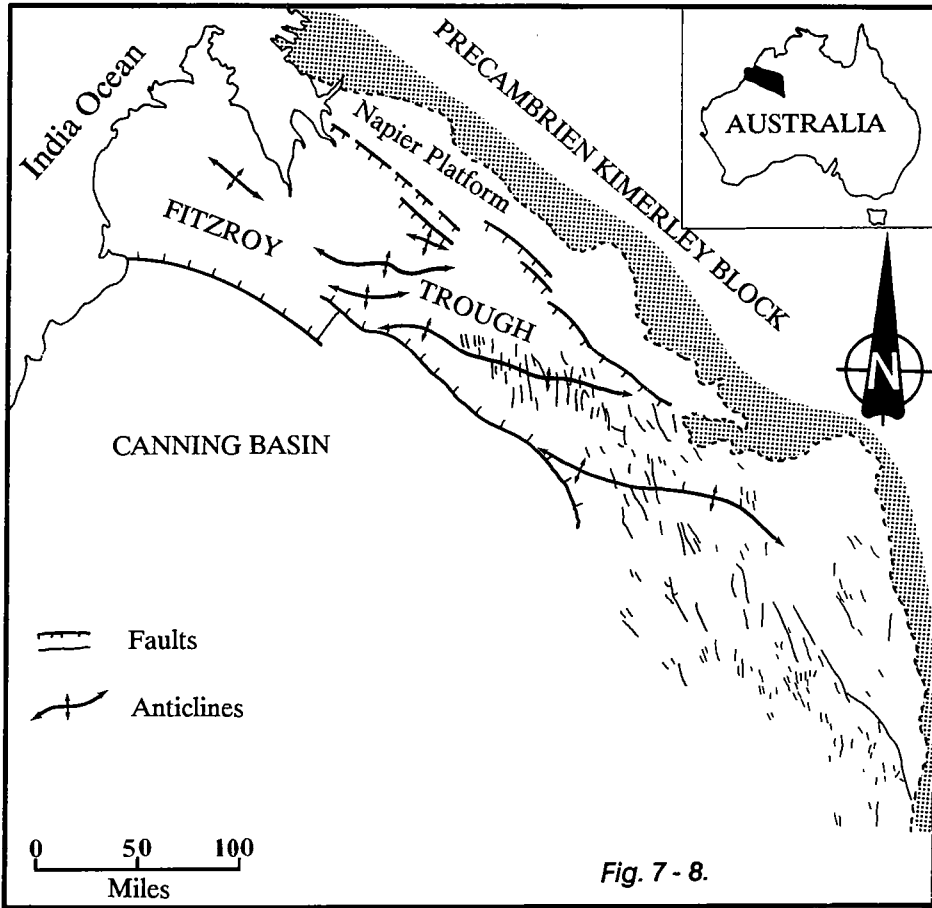 India Ocean
PRECAMBRIEN KIMERLEY BLOCK
Napier Platform
AUSTRALIA
FITZROY
TROUGH
N
CANNING BASIN
Faults
Anticlines
0 50 100
Miles
Fig. 7 - 8.